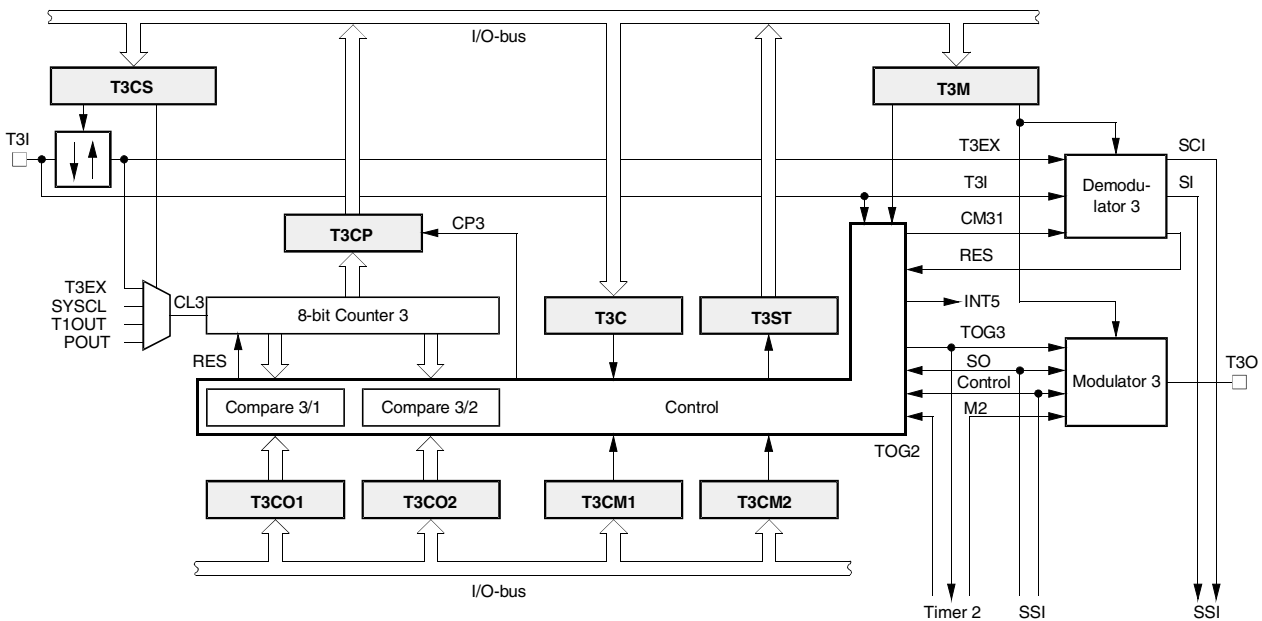 I/O-bus
T3CS
T3M
T3I
T3EX
SCI
T3I
SI
Demodu-
lator 3
T3CP
CP3
CM31
RES
T3EX
SYSCL
T1OUT
POUT
CL3
8-bit Counter 3
T3C
T3ST
INT5
RES
TOG3
SO
Control
M2
Modulator 3
T3O
Compare 3/1
Compare 3/2
Control
TOG2
T3CO1
T3CO2
T3CM1
T3CM2
I/O-bus
Timer 2
SSI
SSI